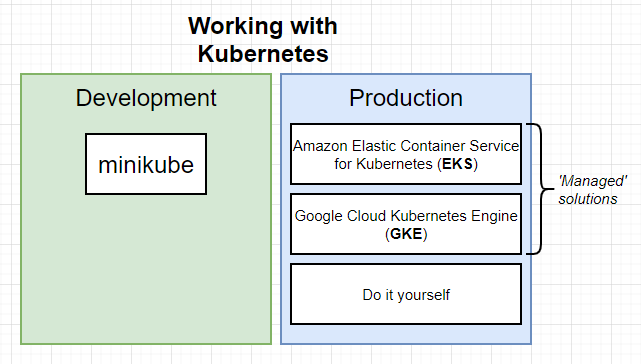 Working with
Kubernetes
Development
Production
minikube
Amazon Elastic Container Service
for Kubernetes (EKS)
Google Cloud Kubernetes Engine
(GKE)
Do it yourself
'Managed'
solutions